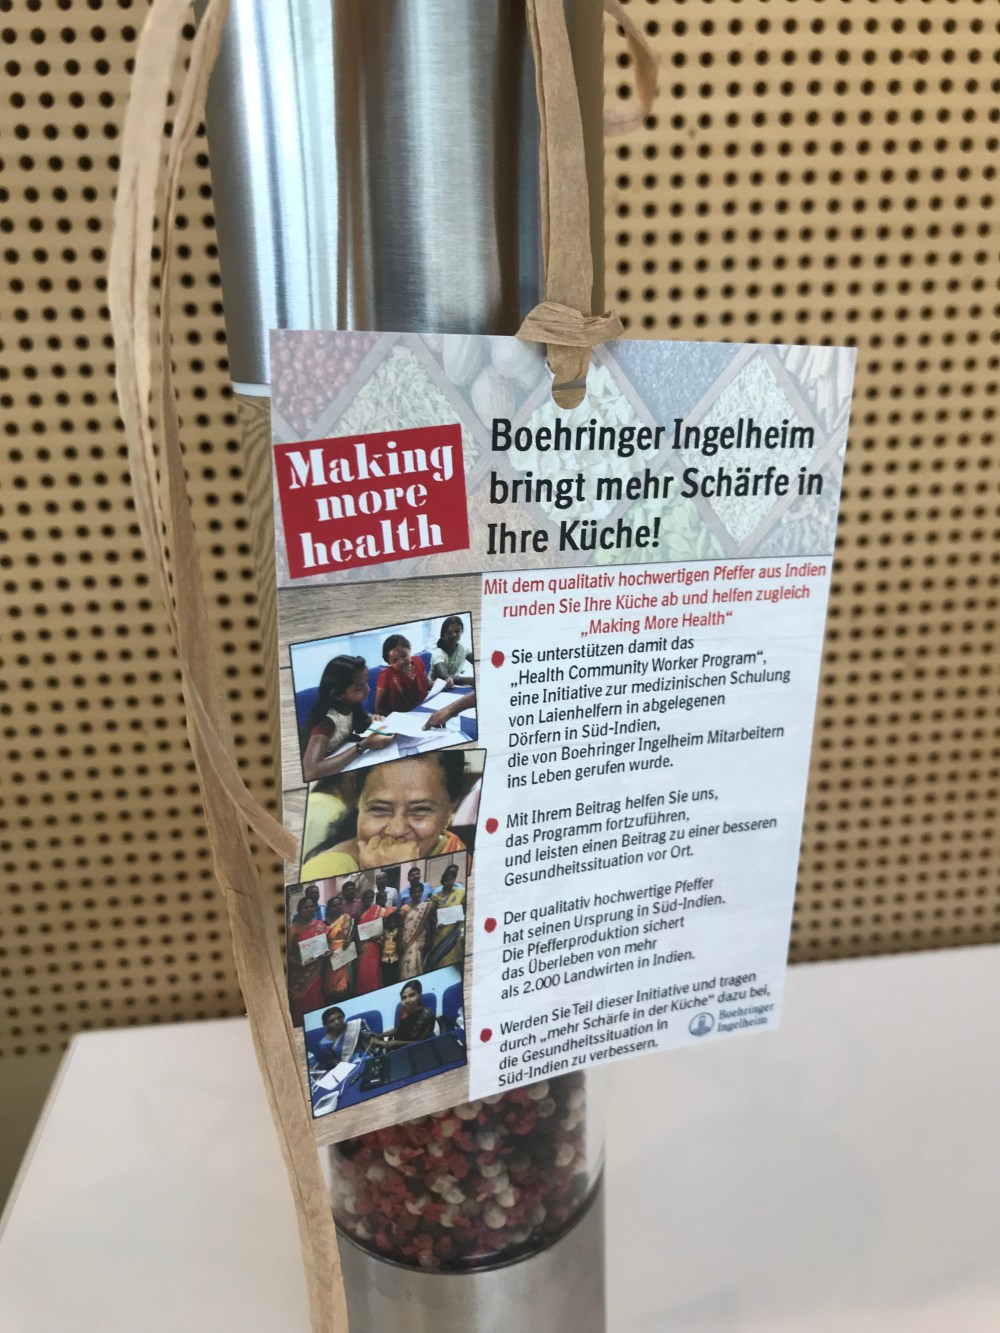 Making
more
health
Boehringer Ingelheim
bringt mehr Schärfe in
Ihre Küche!
Mit dem qualitativ hochwertigen Pfeffer aus Indien
runden Sie Ihre Küche ab und helfen zugleich
„Making More Health“
Sie unterstützen damit das
„Health Community Worker Program“,
eine Initiative zur medizinischen Schulung
von Laienhelfern in abgelegenen
Dörfern in Süd-Indien,
die von Boehringer Ingelheim Mitarbeitern
ins Leben gerufen wurde.
Mit Ihrem Beitrag helfen Sie uns,
das Programm fortzuführen,
und leisten einen Beitrag zu einer besseren
Gesundheitssituation vor Ort.
Der qualitativ hochwertige Pfeffer
hat seinen Ursprung in Süd-Indien.
Die Pfefferproduktion sichert
das Überleben von mehr
als 2.000 Landwirten in Indien.
Werden Sie Teil dieser Initiative und tragen
durch „mehr Schärfe in der Küche“ dazu bei,
die Gesundheitssituation in
Süd-Indien zu verbessern.
Boehringer
Ingelheim